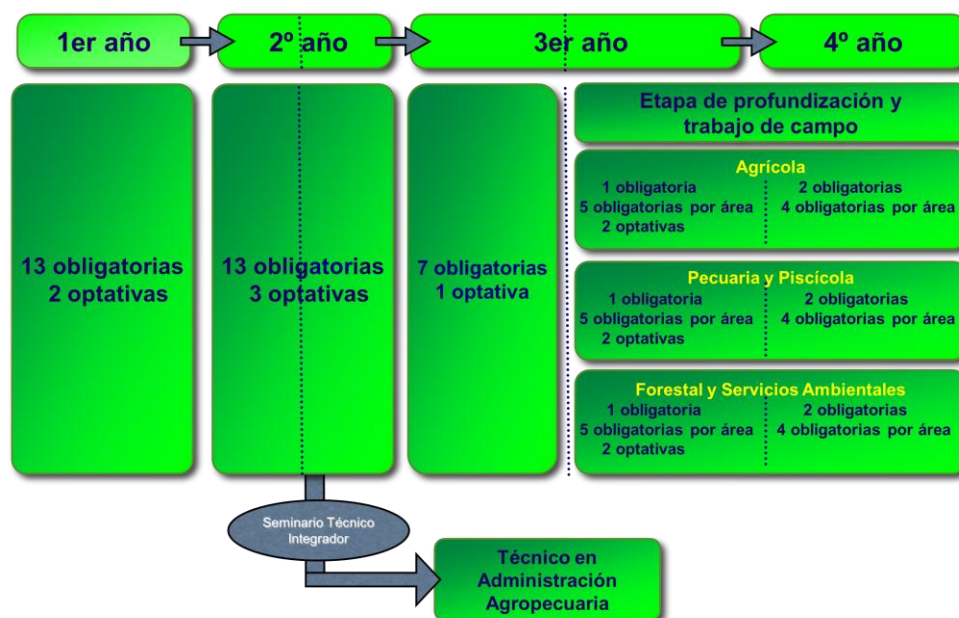 1er año
2º año
3er año
4º año
13 obligatorias
2 optativas
13 obligatorias
3 optativas
7 obligatorias
1 optativa
Etapa de profundización y
trabajo de campo
Agrícola
1 obligatoria
5 obligatorias por área
2 optativas
2 obligatorias
4 obligatorias por área
Pecuaria y Piscícola
1 obligatoria
5 obligatorias por área
2 optativas
2 obligatorias
4 obligatorias por área
Forestal y Servicios Ambientales
1 obligatoria
5 obligatorias por área
2 optativas
2 obligatorias
4 obligatorias por área
Seminario Técnico
Integrador
Técnico en
Administración
Agropecuaria